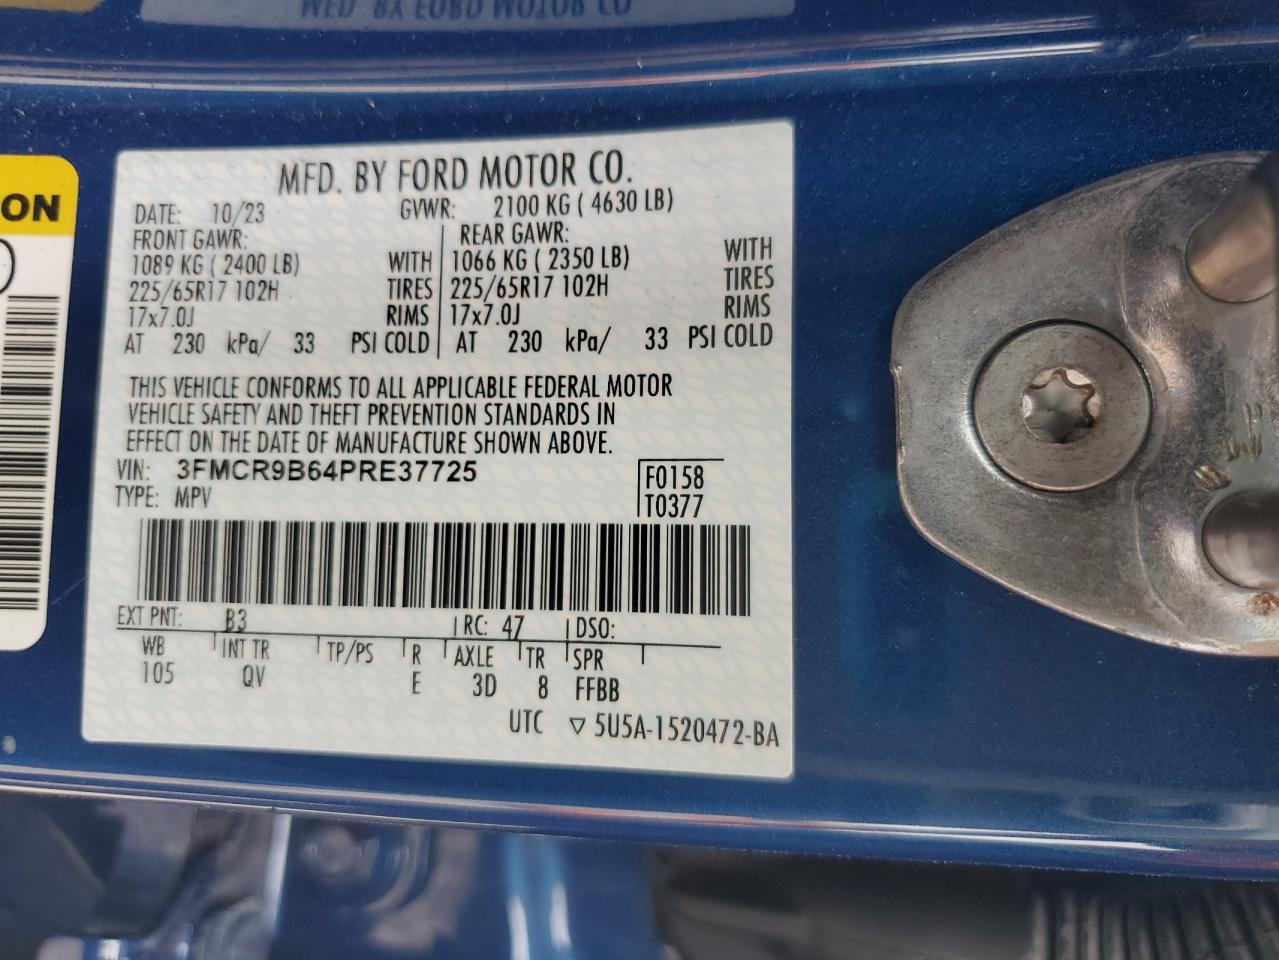 MFD. BY FORD MOTOR CO.
ON
MFD. BY FORD MOTOR CO.
DATE: 10/23 GVWR: 2100 KG ( 4630 LB)
FRONT GAWR: REAR GAWR:
1089 KG ( 2400 LB) WITH 1066 KG ( 2350 LB) WITH
225/65R17 102H TIRES 225/65R17 102H TIRES
17x7.0J RIMS 17x7.0J RIMS
AT 230 kPa/ 33 PSI COLD AT 230 kPa/ 33 PSI COLD
THIS VEHICLE CONFORMS TO ALL APPLICABLE FEDERAL MOTOR
VEHICLE SAFETY AND THEFT PREVENTION STANDARDS IN
EFFECT ON THE DATE OF MANUFACTURE SHOWN ABOVE.
VIN: 3FMCR9B64PRE37725 F0158
TYPE: MPV T0377
EXT PNT: B3 RC: 47 DSO:
WB INT TR TP/PS R AXLE TR SPR
105 QV E 3D 8 FFBB
UTC ▽ 5U5A-1520472-BA